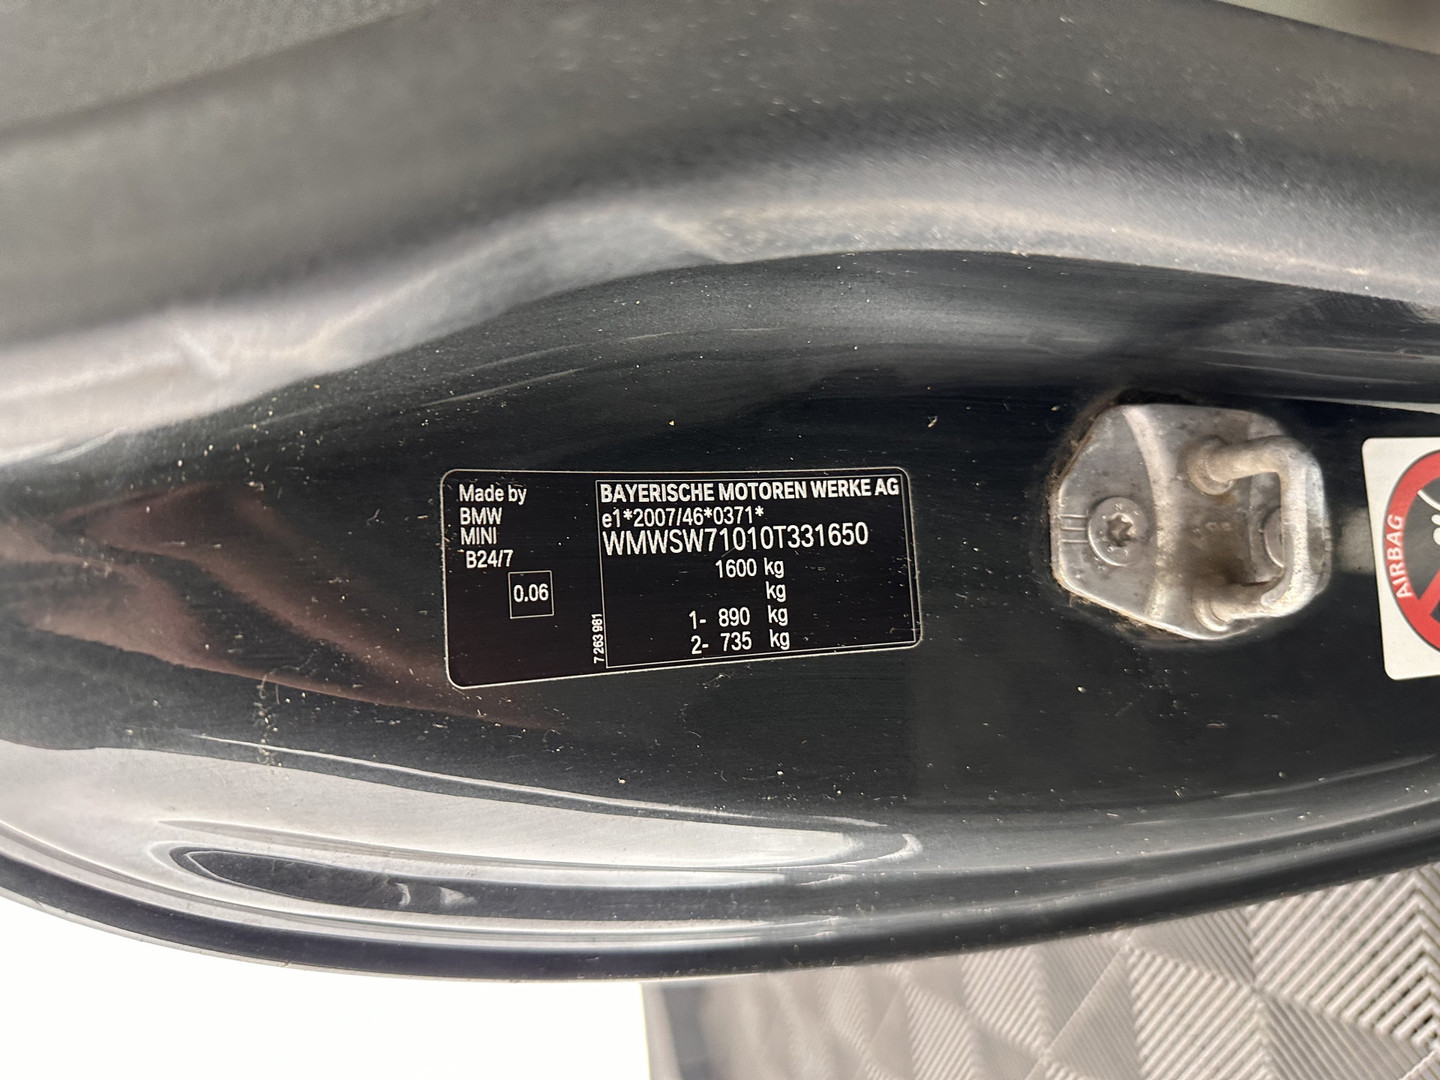 Made by
BMW
MINI
B24/7
0.06
7 263 981
BAYERISCHE MOTOREN WERKE AG
e1*2007/46*0371*
WMWSW71010T331650
1600 kg
kg
1- 890 kg
2- 735 kg
AIRBAG